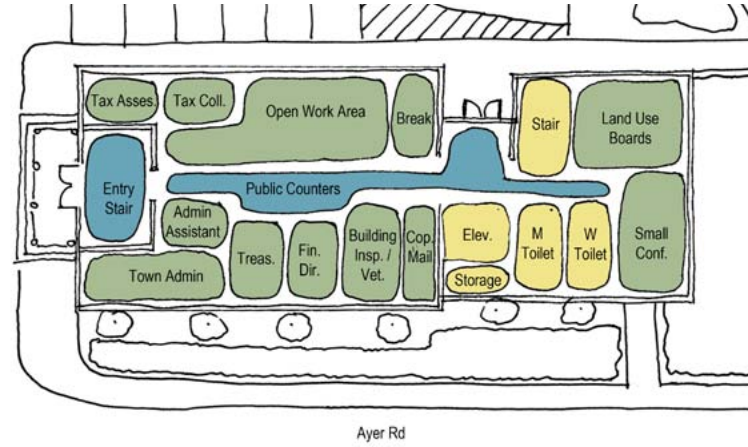 Tax Asses.
Tax Coll.
Open Work Area
Break
Stair
Land Use
Boards
Entry
Stair
Public Counters
Admin
Assistant
Town Admin
Treas.
Fin.
Dir.
Building
Insp. /
Vet.
Cop.
Mail
Elev.
Storage
M
Toilet
W
Toilet
Small
Conf.
Ayer Rd